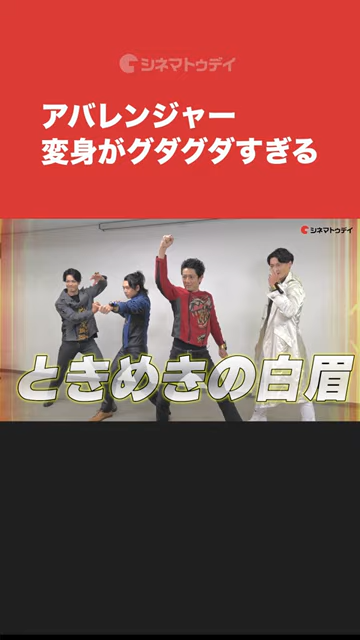 シネマトゥデイ
アバレンジャー
変身がグダグダすぎる
シネマトゥデイ
ときめきの白眉